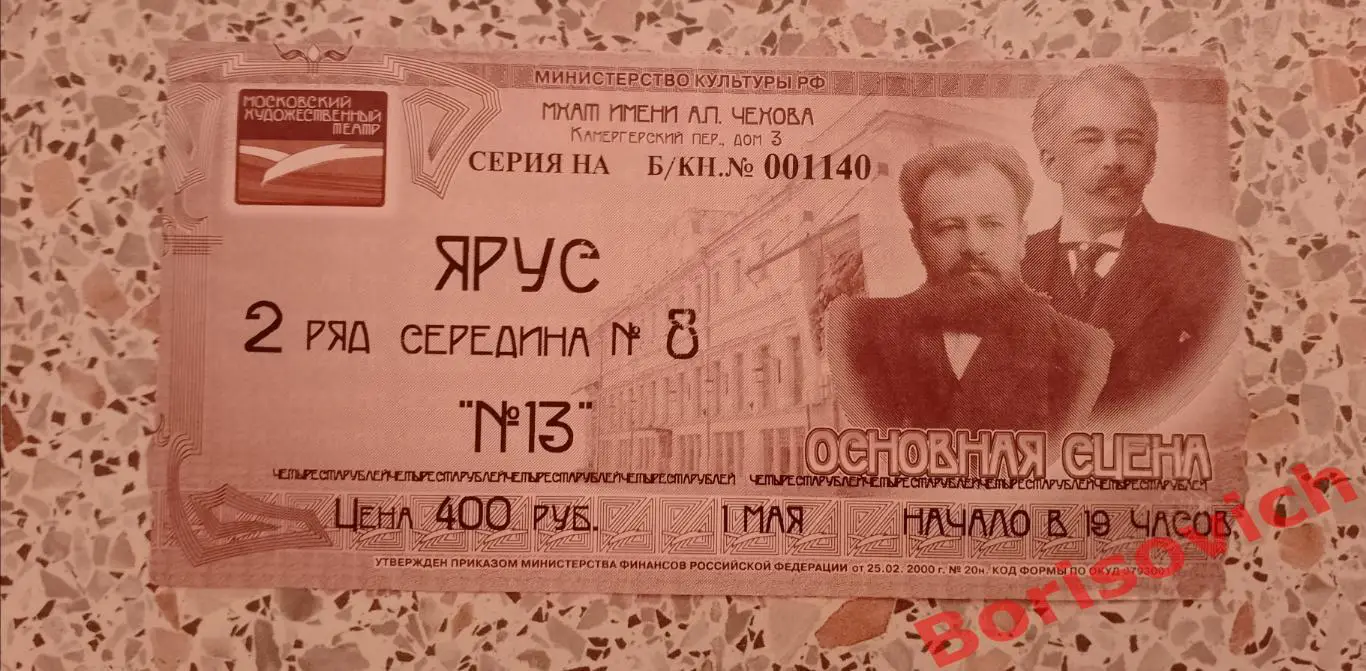 МИНИСТЕРСТВО КУЛЬТУРЫ РФ
МОСКОВСКИЙ
ХУДОЖЕСТВЕННЫЙ
ТЕАТР
МХАТ ИМЕНИ А.П. ЧЕХОВА
КАМЕРГЕРСКИЙ ПЕР., ДОМ 3
СЕРИЯ НА Б/КН.№ 001140
ЯРУС
2 РЯД СЕРЕДИНА № 8
"№13"
ОСНОВНАЯ СЦЕНА
ЧЕТЫРЕСТАРУБЛЕЙЧЕТЫРЕСТАРУБЛЕЙЧЕТЫРЕСТАРУБЛЕЙЧЕТЫРЕСТАРУБЛЕЙ ЧЕТЫРЕСТАРУБЛЕЙЧЕТЫРЕСТАРУБЛЕЙЧЕТЫРЕСТАРУБЛЕЙЧЕТЫРЕСТАРУБЛЕЙ
ЦЕНА 400 РУБ. 1 МАЯ НАЧАЛО В 19 ЧАСОВ
УТВЕРЖДЕН ПРИКАЗОМ МИНИСТЕРСТВА ФИНАНСОВ РОССИЙСКОЙ ФЕДЕРАЦИИ от 25.02. 2000 г. № 20н. КОД ФОРМЫ ПО ОКУД
Borisovich